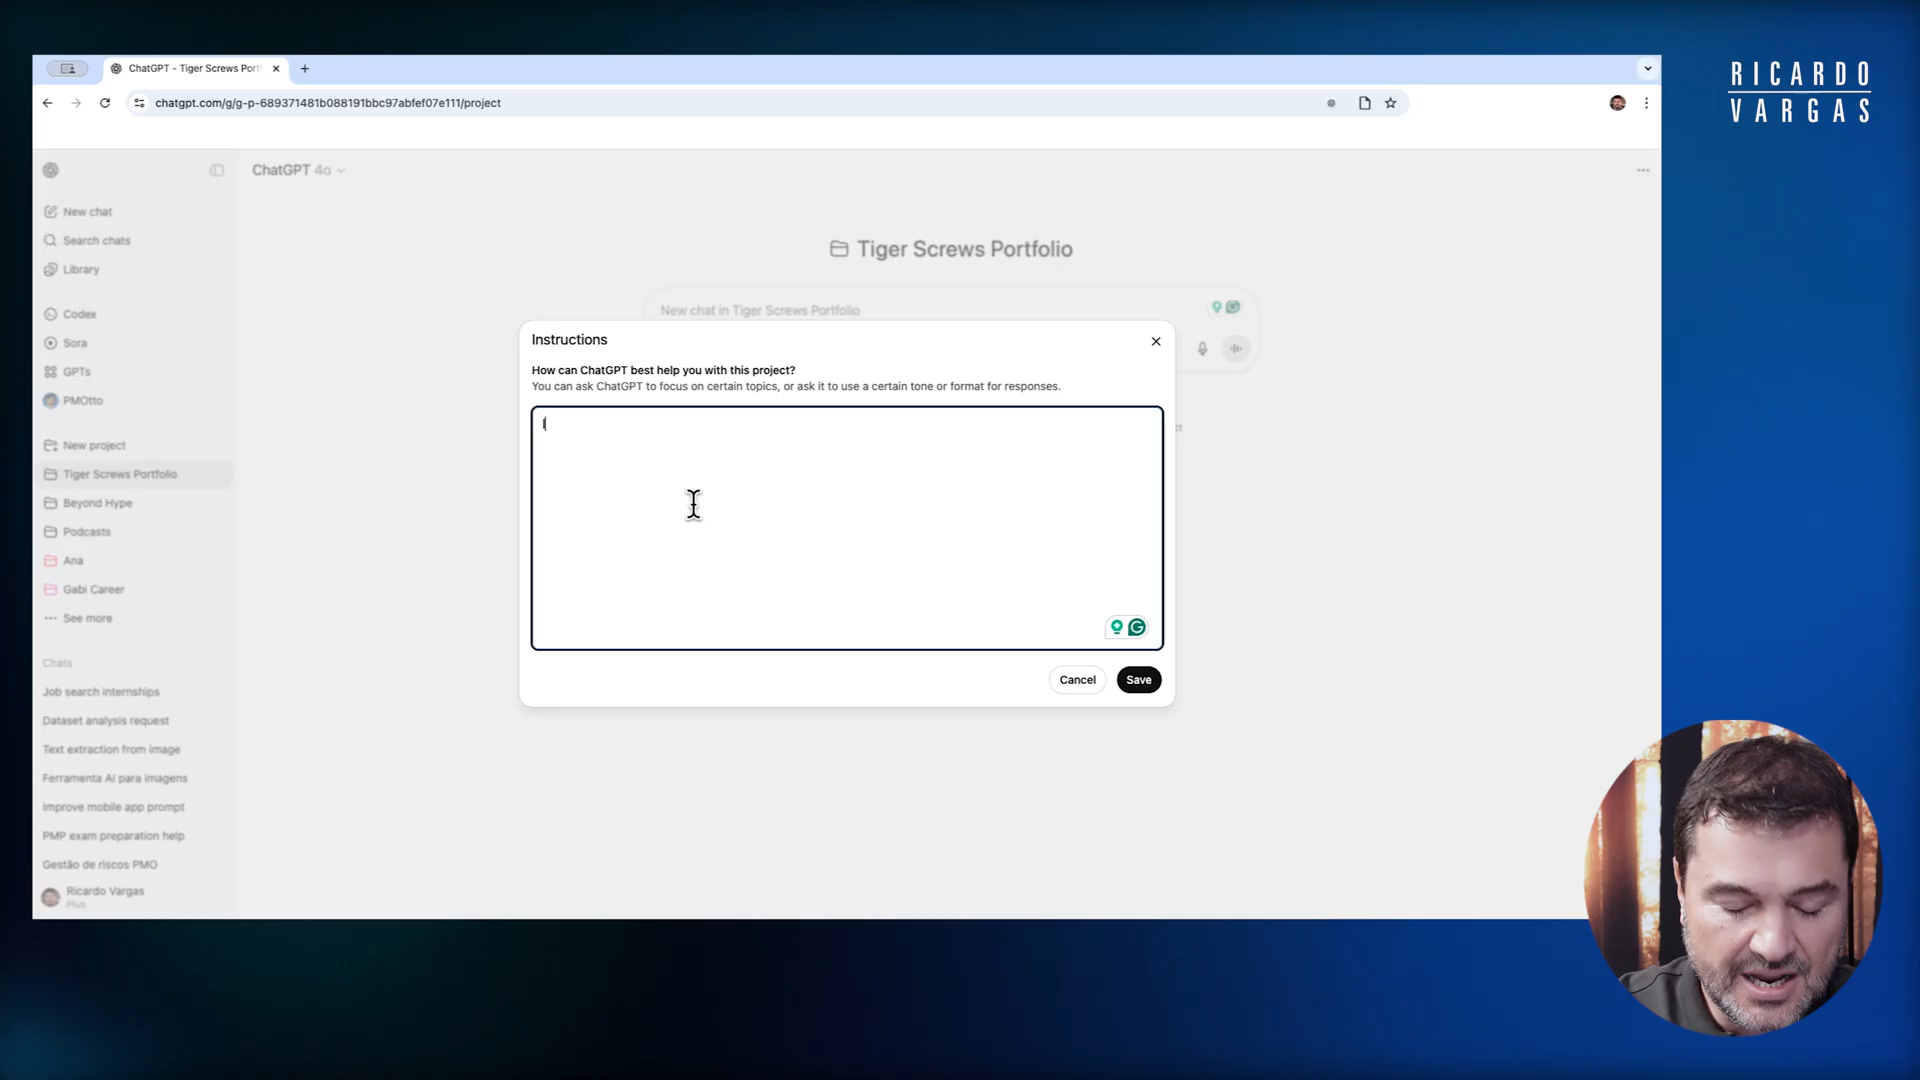 RICARDO
VARGAS
ChatGPT - Tiger Screws Port
chatgpt.com/g/g-p-689371481b088191bbc97abfef07e111/project
ChatGPT 4o
New chat
Search chats
Library
Codex
Sora
GPTs
PMOtto
New project
Tiger Screws Portfolio
Beyond Hype
Podcasts
Ana
Gabi Career
See more
Chats
Job search internships
Dataset analysis request
Text extraction from image
Ferramenta AI para imagens
Improve mobile app prompt
PMP exam preparation help
Gestão de riscos PMO
Ricardo Vargas
Plus
Tiger Screws Portfolio
New chat in Tiger Screws Portfolio
Instructions
How can ChatGPT best help you with this project?
You can ask ChatGPT to focus on certain topics, or ask it to use a certain tone or format for responses.
I
Cancel
Save